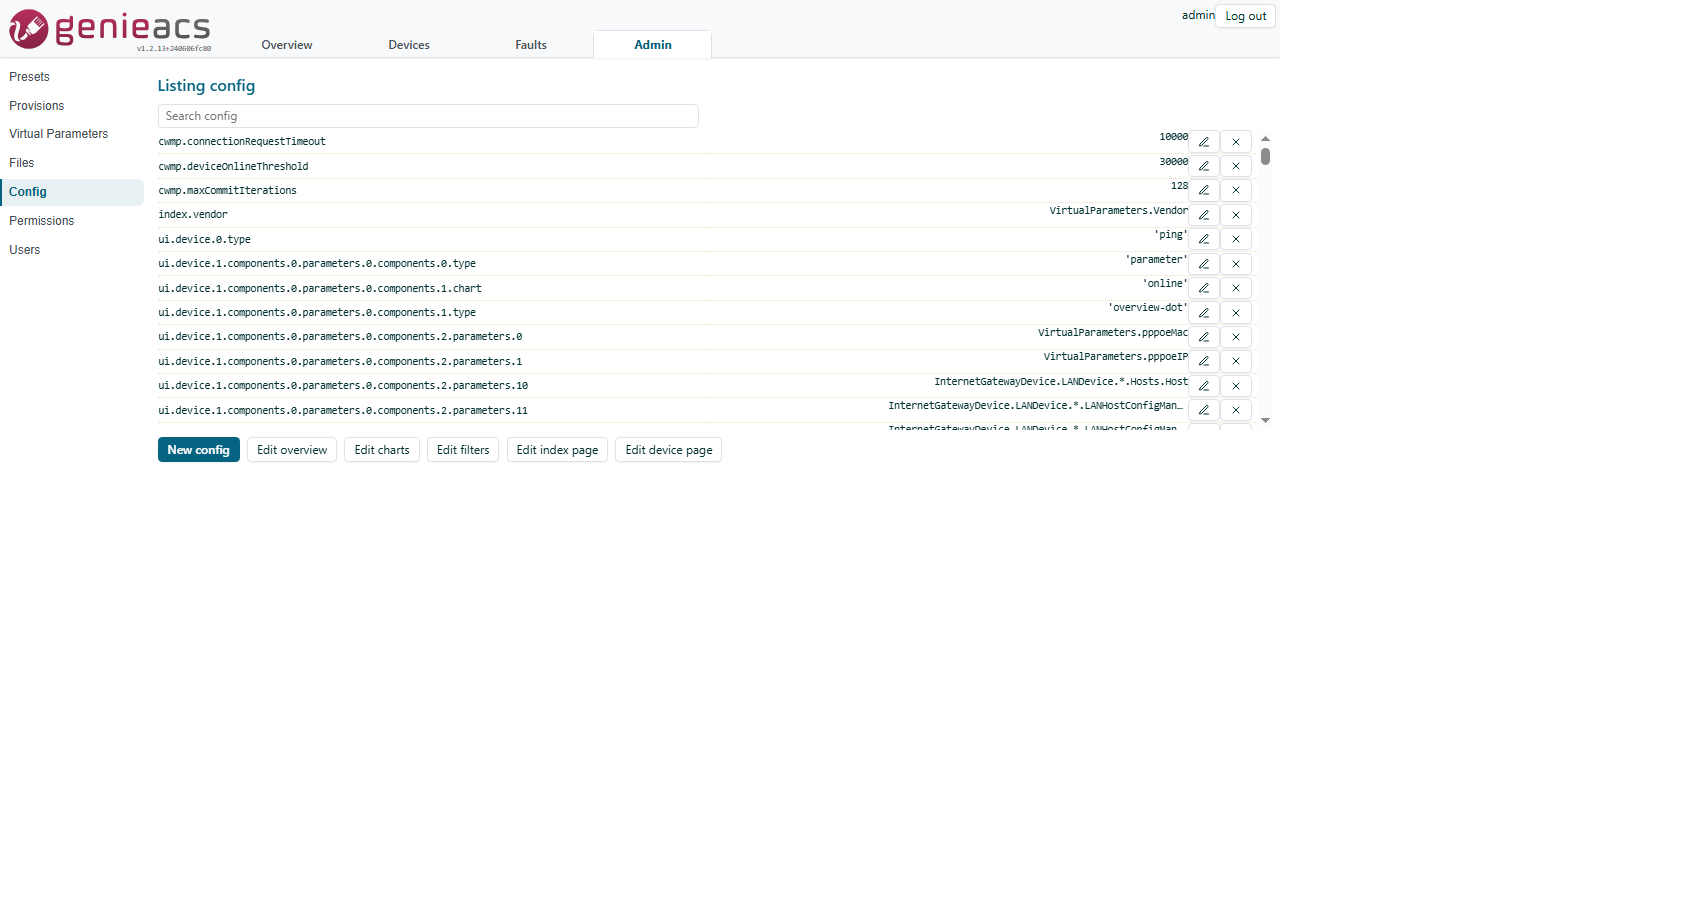 genieacs
v1.2.13+240606fc80
Overview
Devices
Faults
Admin
admin
Log out
Presets
Provisions
Virtual Parameters
Files
Config
Permissions
Users
Listing config
Search config
cwmp.connectionRequestTimeout 10000
cwmp.deviceOnlineThreshold 30000
cwmp.maxCommitIterations 128
index.vendor VirtualParameters.Vendor
ui.device.0.type 'ping'
ui.device.1.components.0.parameters.0.components.0.type 'parameter'
ui.device.1.components.0.parameters.0.components.1.chart 'online'
ui.device.1.components.0.parameters.0.components.1.type 'overview-dot'
ui.device.1.components.0.parameters.0.components.2.parameters.0 VirtualParameters.pppoeMac
ui.device.1.components.0.parameters.0.components.2.parameters.1 VirtualParameters.pppoeIP
ui.device.1.components.0.parameters.0.components.2.parameters.10 InternetGatewayDevice.LANDevice.*.Hosts.Host
ui.device.1.components.0.parameters.0.components.2.parameters.11 InternetGatewayDevice.LANDevice.*.LANHostConfigMan…
InternetGatewayDevice.LANDevice.*.LANHostConfigMan…
New config
Edit overview
Edit charts
Edit filters
Edit index page
Edit device page